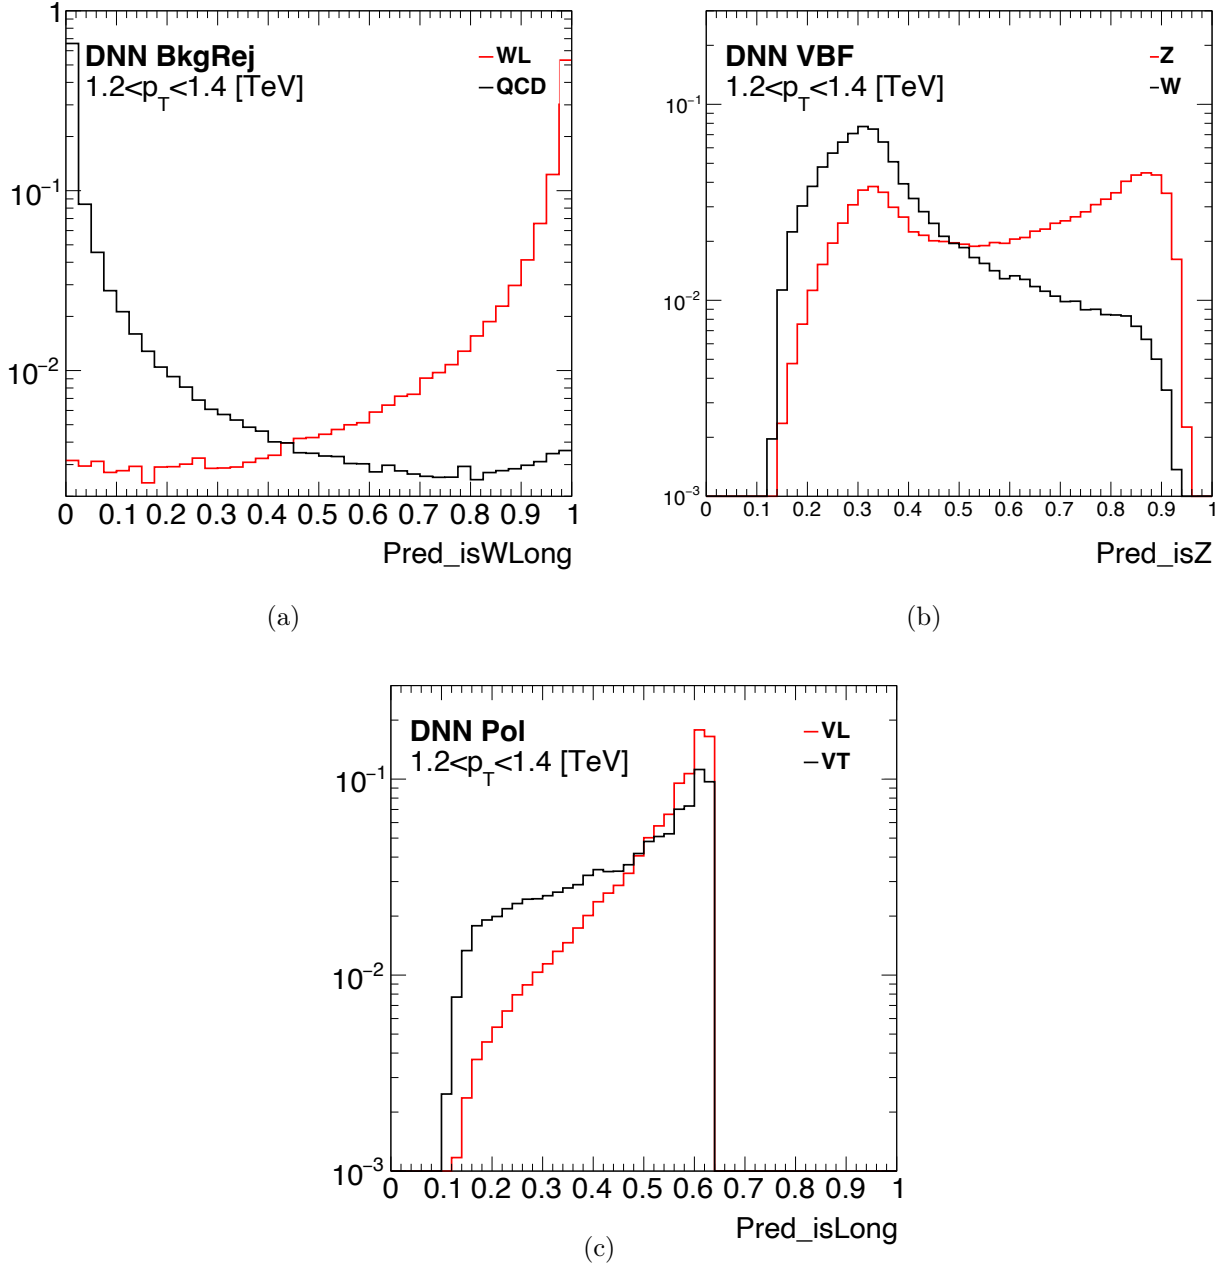 DNN BkgRej
1.2<p_T<1.4 [TeV]
WL
QCD
1
10^−1
10^−2
0 0.1 0.2 0.3 0.4 0.5 0.6 0.7 0.8 0.9 1
Pred_isWLong
(a)
DNN VBF
1.2<p_T<1.4 [TeV]
Z
W
10^−1
10^−2
10^−3
0 0.1 0.2 0.3 0.4 0.5 0.6 0.7 0.8 0.9 1
Pred_isZ
(b)
DNN Pol
1.2<p_T<1.4 [TeV]
VL
VT
10^−1
10^−2
10^−3
0 0.1 0.2 0.3 0.4 0.5 0.6 0.7 0.8 0.9 1
Pred_isLong
(c)